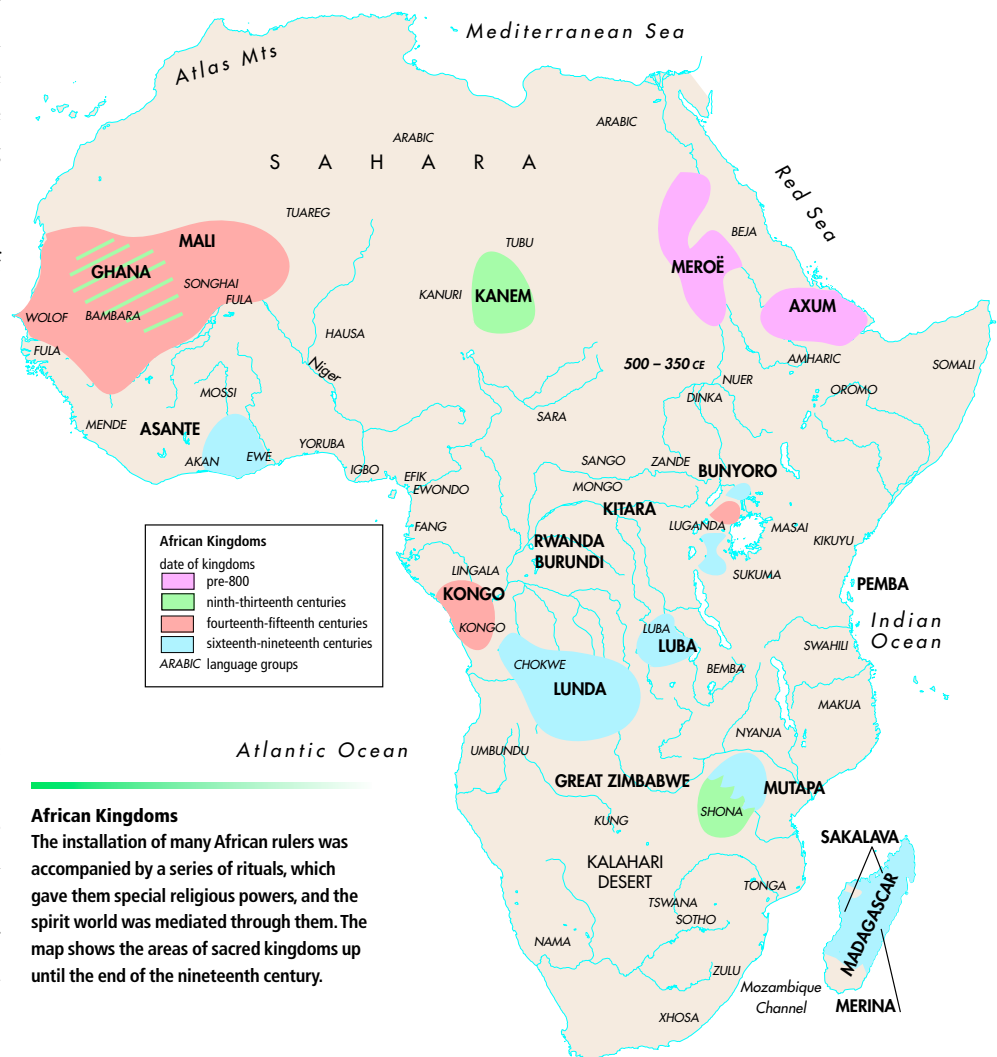 Mediterranean Sea
Atlas Mts
ARABIC
ARABIC
SAHARA
Red Sea
TUAREG
BEJA
MALI
TUBU
GHANA
MEROË
SONGHAI
KANURI
KANEM
FULA
AXUM
WOLOF
BAMBARA
HAUSA
FULA
AMHARIC
SOMALI
500 – 350 CE
Niger
NUER
OROMO
MOSSI
DINKA
SARA
MENDE
ASANTE
YORUBA
AKAN
EWE
SANGO
ZANDE
IGBO
BUNYORO
EFIK
EWONDO
MONGO
KITARA
FANG
LUGANDA
MASAI
KIKUYU
RWANDA
BURUNDI
LINGALA
SUKUMA
PEMBA
KONGO
Indian
Ocean
KONGO
LUBA
SWAHILI
LUBA
CHOKWE
BEMBA
LUNDA
MAKUA
NYANJA
UMBUNDU
Atlantic Ocean
GREAT ZIMBABWE
MUTAPA
SHONA
KUNG
SAKALAVA
KALAHARI
DESERT
TONGA
TSWANA
SOTHO
MADAGASCAR
NAMA
ZULU
Mozambique
Channel
MERINA
XHOSA
African Kingdoms
date of kingdoms
pre-800
ninth-thirteenth centuries
fourteenth-fifteenth centuries
sixteenth-nineteenth centuries
ARABIC language groups
African Kingdoms
The installation of many African rulers was
accompanied by a series of rituals, which
gave them special religious powers, and the
spirit world was mediated through them. The
map shows the areas of sacred kingdoms up
until the end of the nineteenth century.